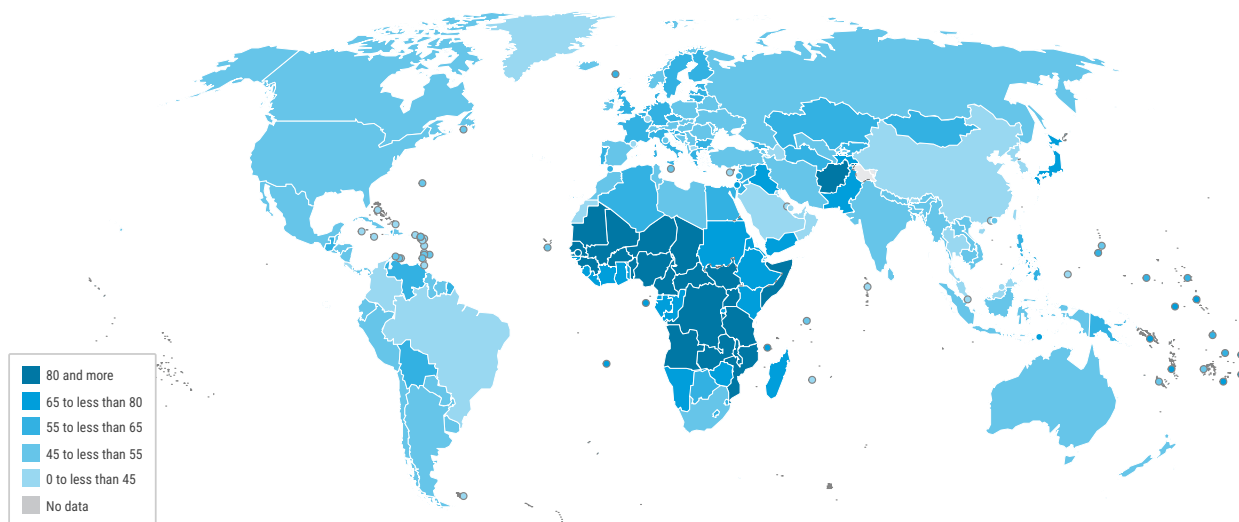 80 and more
65 to less than 80
55 to less than 65
45 to less than 55
0 to less than 45
No data